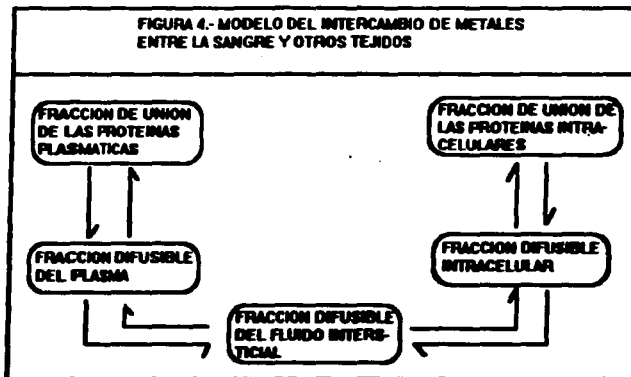 FIGURA 4.- MODELO DEL INTERCAMBIO DE METALES
ENTRE LA SANGRE Y OTROS TEJIDOS
FRACCION DE UNION
DE LAS PROTEINAS
PLASMATICAS
FRACCION DE UNION DE
LAS PROTEINAS INTRA-
CELULARES
FRACCION DIFUSIBLE
DEL PLASMA
FRACCION DIFUSIBLE
INTRACELULAR
FRACCION DIFUSIBLE
DEL FLUIDO INTERS-
TICIAL